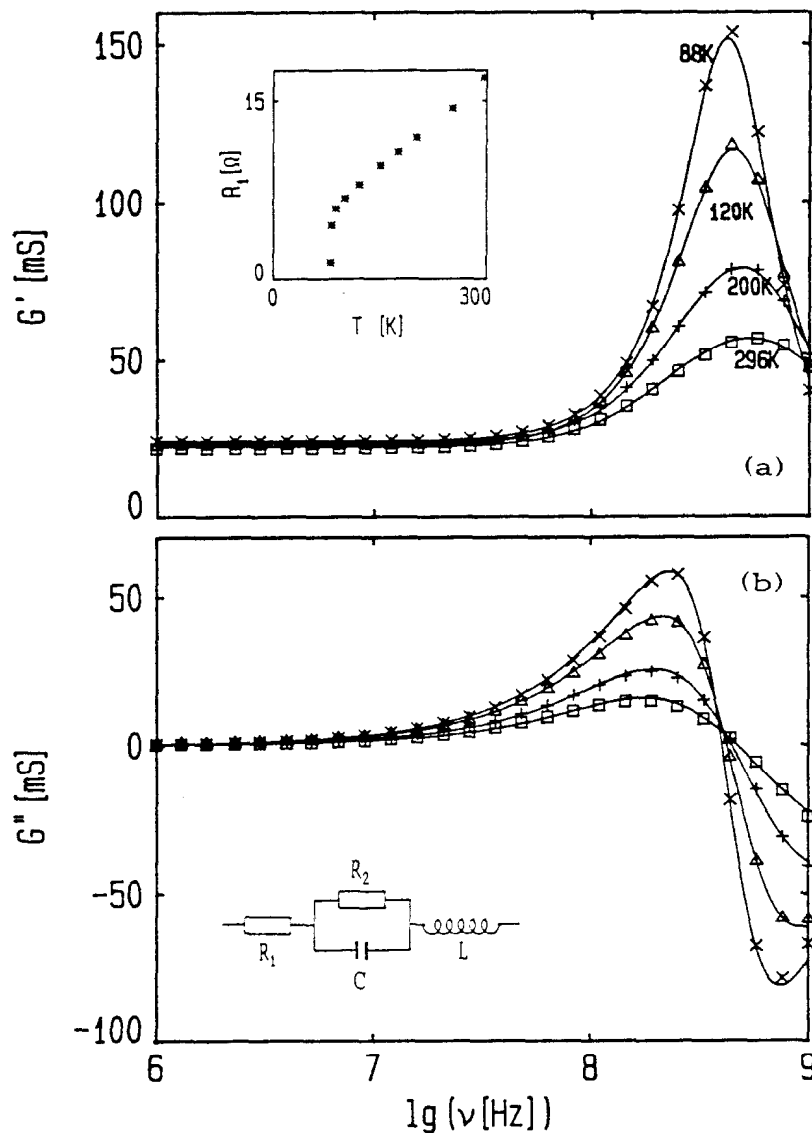 150
100
50
0
G' [mS]
88K
120K
200K
296K
(a)
15
0
R₁[Ω]
0
300
T [K]
50
0
-50
-100
G" [mS]
(b)
R₂
R₁
C
L
6
7
8
9
lg (ν[Hz])